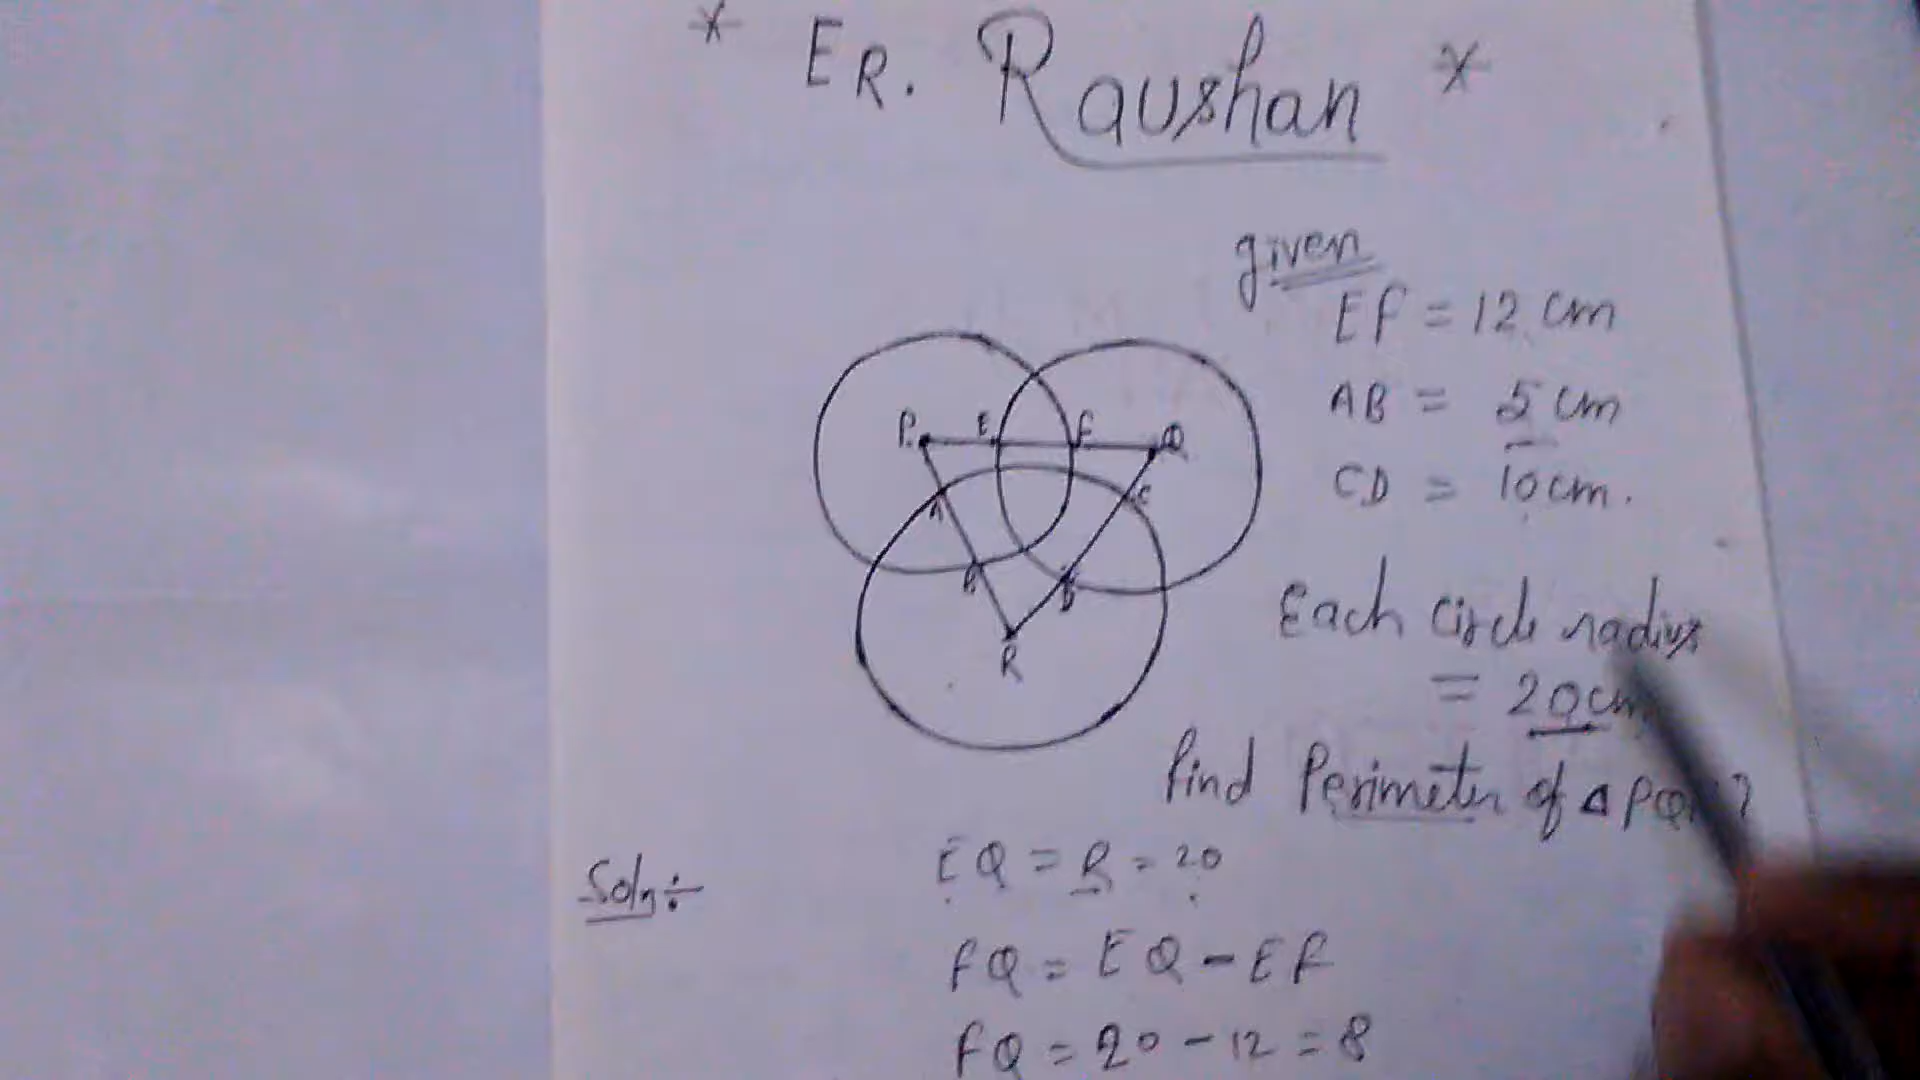 * ER. Raushan *
given
EF = 12 cm
AB = 5 cm
CD = 10 cm.
P E F Q
A C
B D
R
Each circle radius
= 20 cm
find Perimeter of Δ PQR?
Soln÷
EQ = R = 20
FQ = EQ - EF
FQ = 20 - 12 = 8